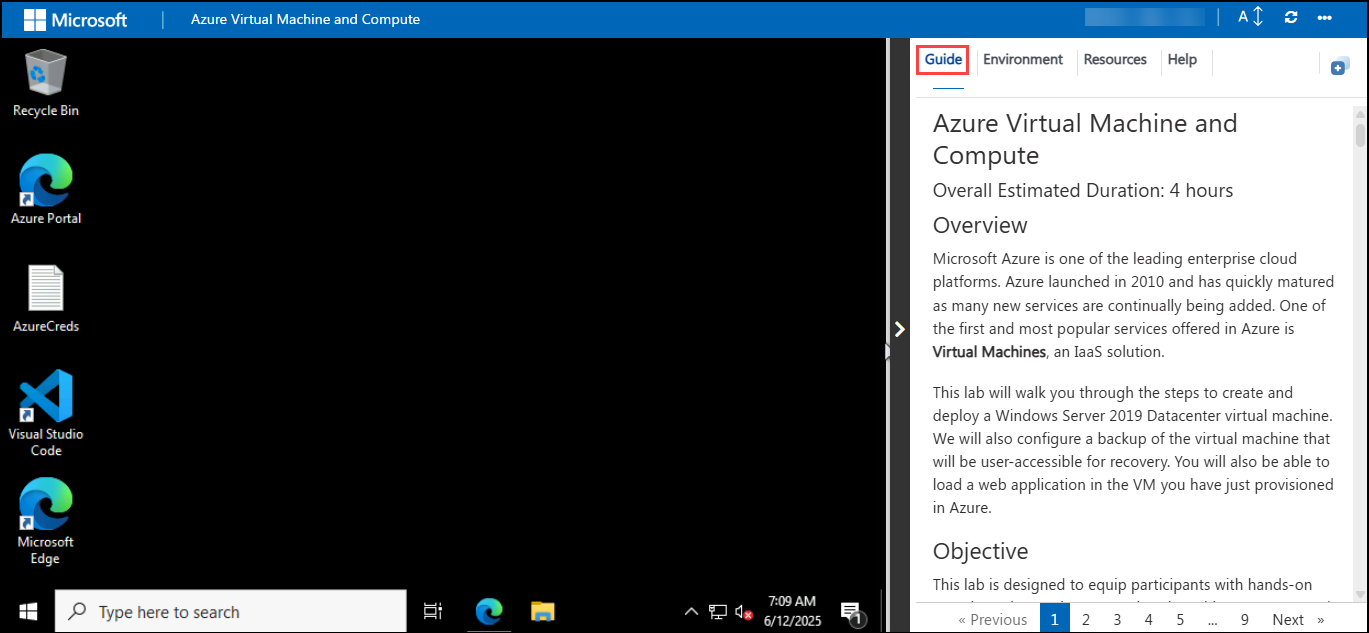 Microsoft | Azure Virtual Machine and Compute
A
Recycle Bin
Azure Portal
AzureCreds
Visual Studio
Code
Microsoft
Edge
Type here to search
7:09 AM
6/12/2025
1
Guide Environment Resources Help
Azure Virtual Machine and
Compute
Overall Estimated Duration: 4 hours
Overview
Microsoft Azure is one of the leading enterprise cloud
platforms. Azure launched in 2010 and has quickly matured
as many new services are continually being added. One of
the first and most popular services offered in Azure is
Virtual Machines, an IaaS solution.
This lab will walk you through the steps to create and
deploy a Windows Server 2019 Datacenter virtual machine.
We will also configure a backup of the virtual machine that
will be user-accessible for recovery. You will also be able to
load a web application in the VM you have just provisioned
in Azure.
Objective
This lab is designed to equip participants with hands-on
« Previous 1 2 3 4 5 ... 9 Next »